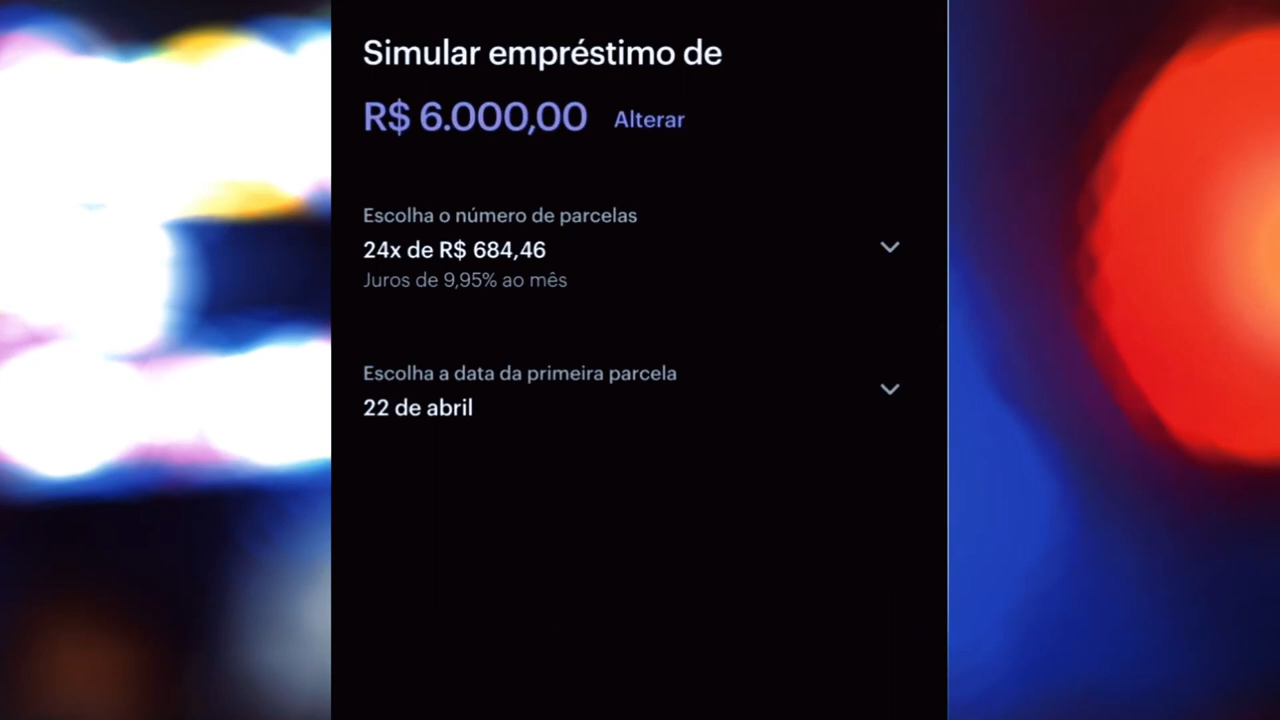 Simular empréstimo de
R$ 6.000,00 Alterar
Escolha o número de parcelas
24x de R$ 684,46
Juros de 9,95% ao mês
Escolha a data da primeira parcela
22 de abril